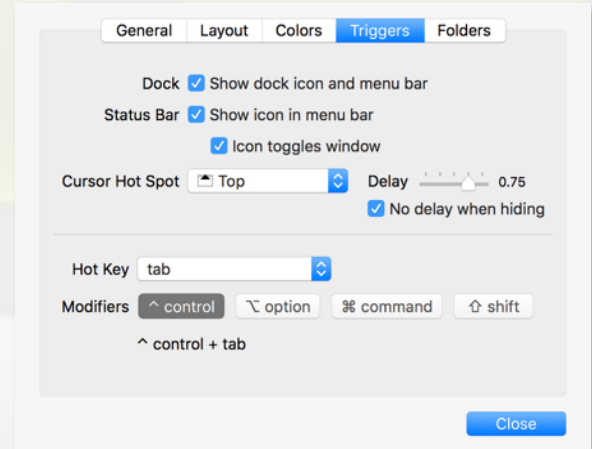 General Layout Colors Triggers Folders
Dock Show dock icon and menu bar
Status Bar Show icon in menu bar
Icon toggles window
Cursor Hot Spot Top Delay 0.75
No delay when hiding
Hot Key tab
Modifiers ^ control ⌥ option ⌘ command ⇧ shift
^ control + tab
Close